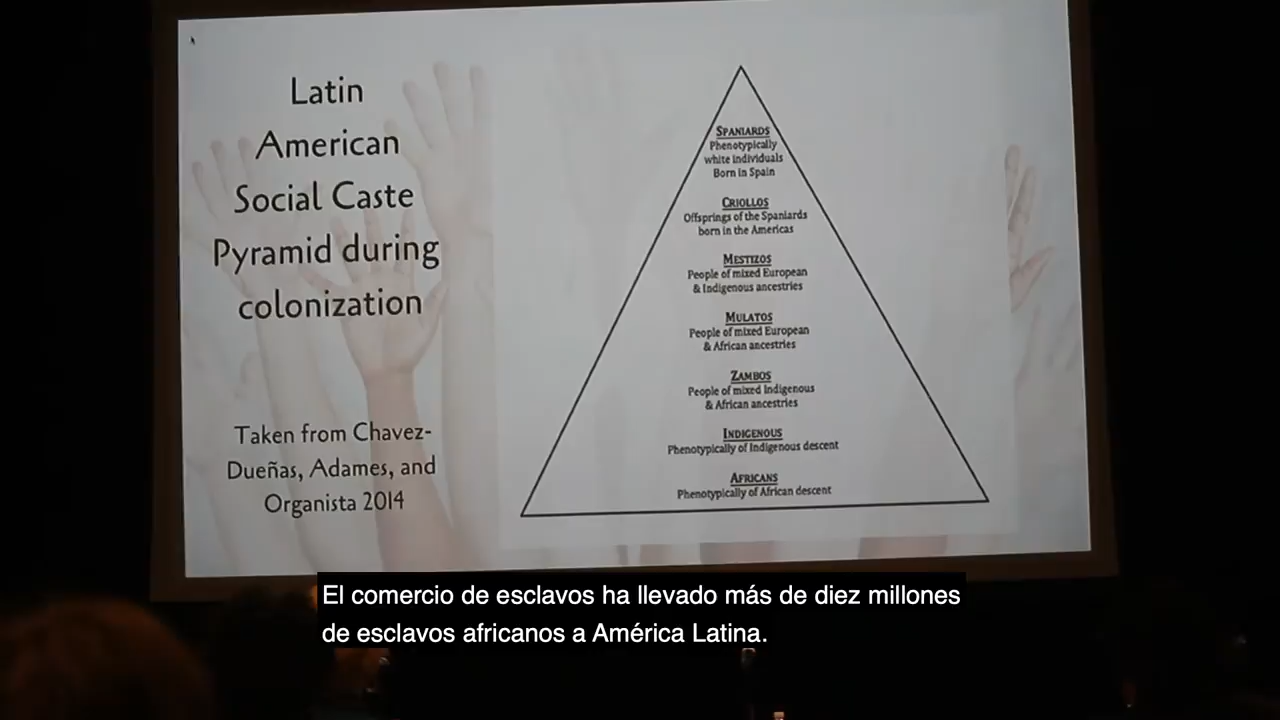 Latin
American
Social Caste
Pyramid during
colonization
Taken from Chavez-
Dueñas, Adames, and
Organista 2014
SPANIARDS
Phenotypically
white individuals
Born in Spain
CRIOLLOS
Offsprings of the Spaniards
born in the Americas
MESTIZOS
People of mixed European
& Indigenous ancestries
MULATOS
People of mixed European
& African ancestries
ZAMBOS
People of mixed Indigenous
& African ancestries
INDIGENOUS
Phenotypically of Indigenous descent
AFRICANS
Phenotypically of African descent
El comercio de esclavos ha llevado más de diez millones
de esclavos africanos a América Latina.